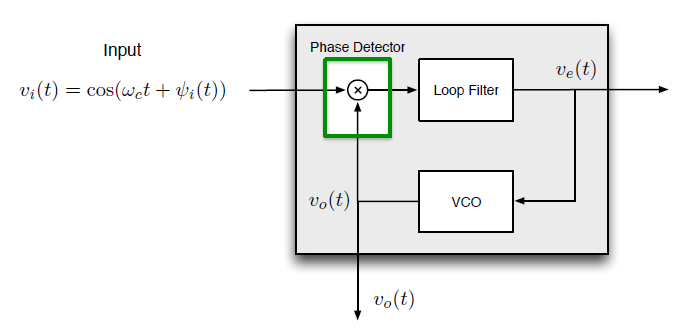 Input
Phase Detector
v_i(t) = cos(ω_c t + ψ_i(t))
Loop Filter
v_e(t)
v_o(t)
VCO
v_o(t)